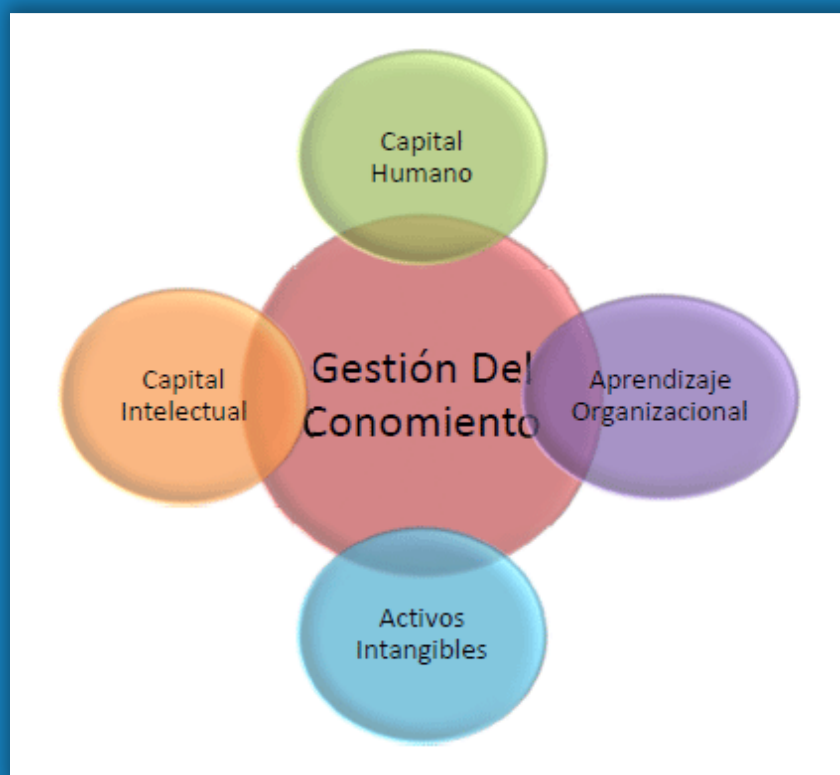 Capital
Humano
Capital
Intelectual
Gestión Del
Conomiento
Aprendizaje
Organizacional
Activos
Intangibles